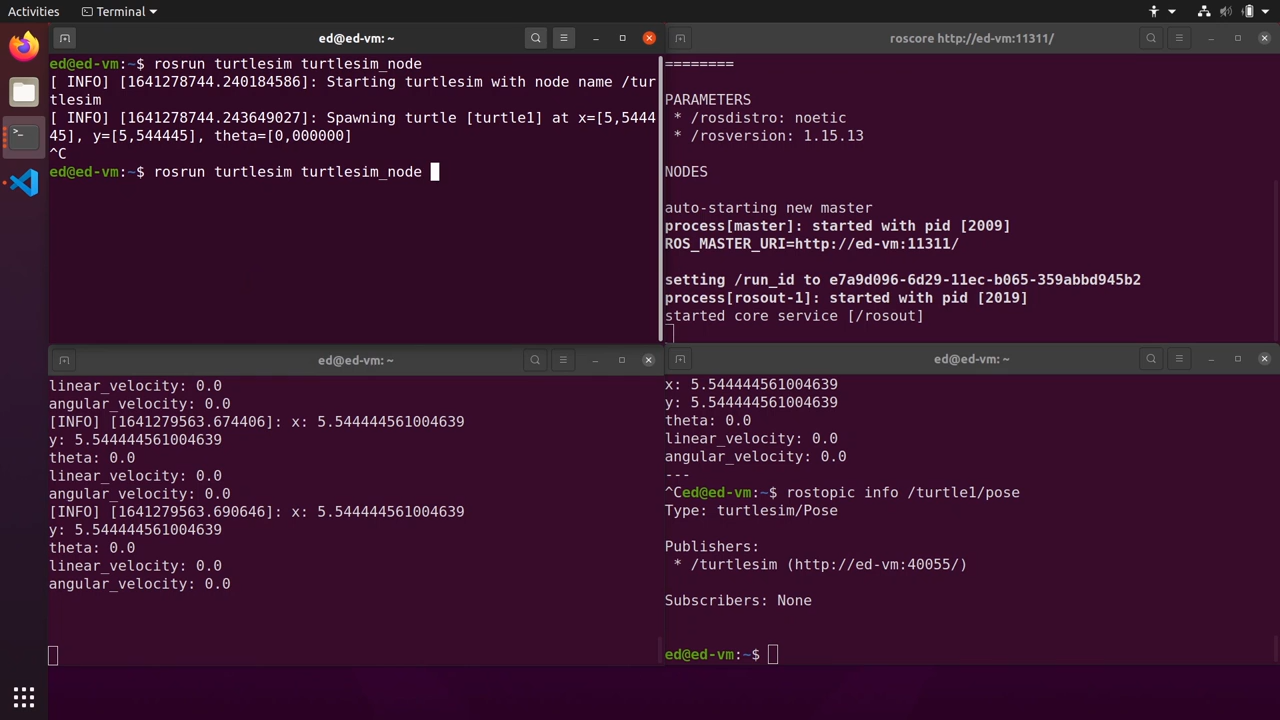 Activities
Terminal
ed@ed-vm: ~
ed@ed-vm:~$ rosrun turtlesim turtlesim_node
[ INFO] [1641278744.240184586]: Starting turtlesim with node name /tur
tlesim
[ INFO] [1641278744.243649027]: Spawning turtle [turtle1] at x=[5,5444
45], y=[5,544445], theta=[0,000000]
^C
ed@ed-vm:~$ rosrun turtlesim turtlesim_node
roscore http://ed-vm:11311/
========
PARAMETERS
* /rosdistro: noetic
* /rosversion: 1.15.13
NODES
auto-starting new master
process[master]: started with pid [2009]
ROS_MASTER_URI=http://ed-vm:11311/
setting /run_id to e7a9d096-6d29-11ec-b065-359abbd945b2
process[rosout-1]: started with pid [2019]
started core service [/rosout]
ed@ed-vm: ~
linear_velocity: 0.0
angular_velocity: 0.0
[INFO] [1641279563.674406]: x: 5.544444561004639
y: 5.544444561004639
theta: 0.0
linear_velocity: 0.0
angular_velocity: 0.0
[INFO] [1641279563.690646]: x: 5.544444561004639
y: 5.544444561004639
theta: 0.0
linear_velocity: 0.0
angular_velocity: 0.0
ed@ed-vm: ~
x: 5.544444561004639
y: 5.544444561004639
theta: 0.0
linear_velocity: 0.0
angular_velocity: 0.0
---
^Ced@ed-vm:~$ rostopic info /turtle1/pose
Type: turtlesim/Pose
Publishers:
* /turtlesim (http://ed-vm:40055/)
Subscribers: None
ed@ed-vm:~$